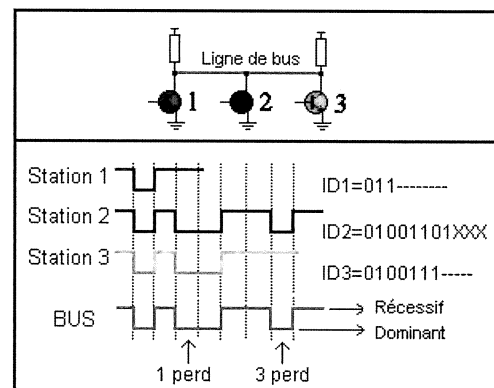 Ligne de bus
1 2 3
Station 1
ID1=011--------
Station 2
ID2=01001101XXX
Station 3
ID3=0100111-----
BUS
Récessif
Dominant
1 perd 3 perd